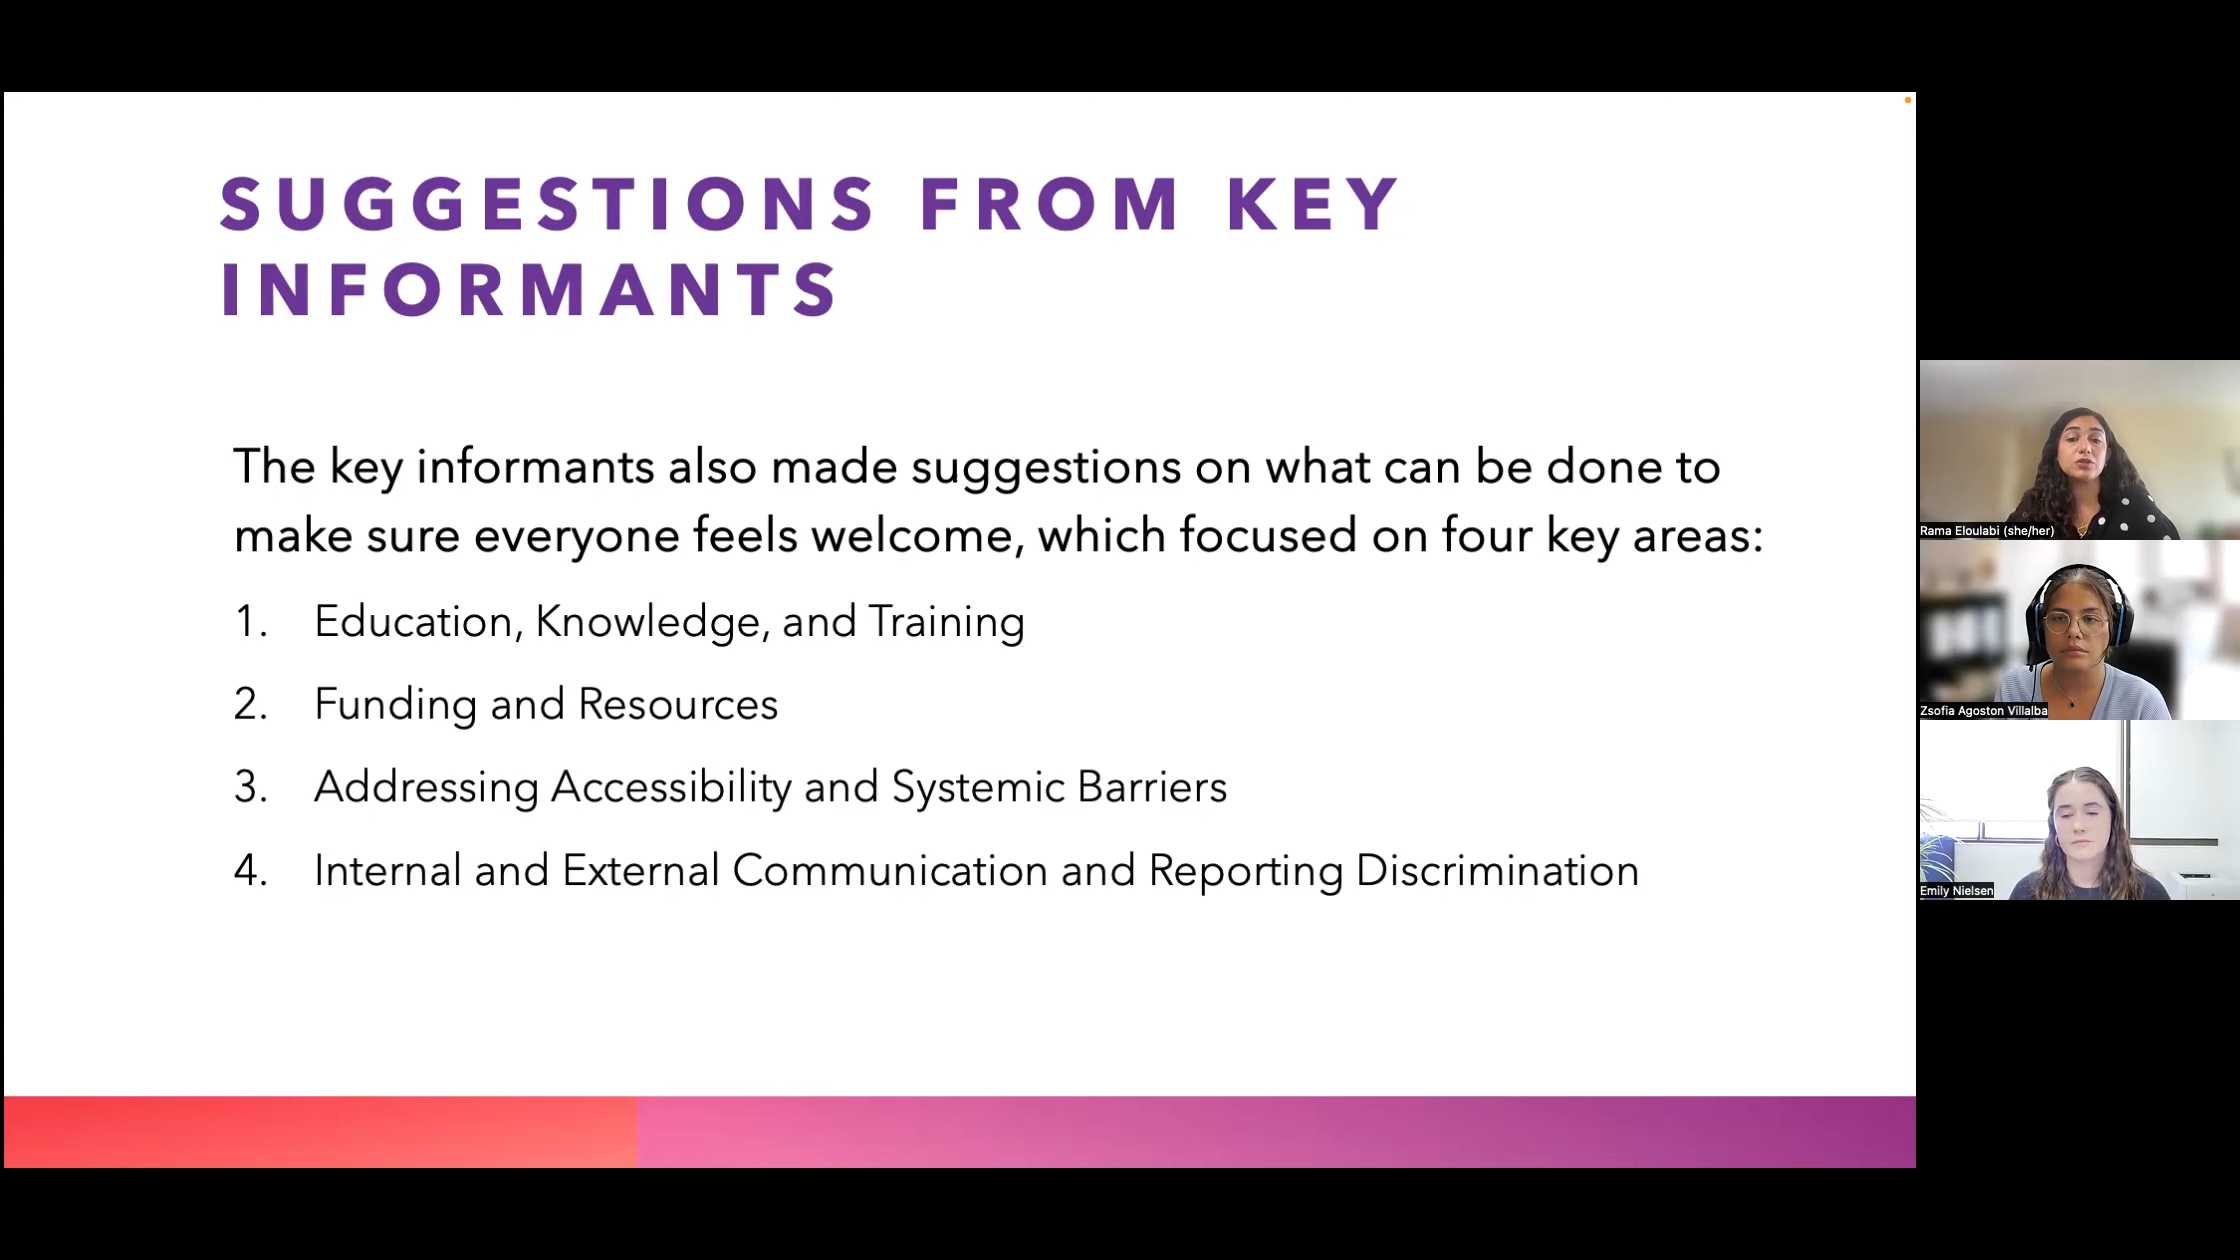 SUGGESTIONS FROM KEY
INFORMANTS
The key informants also made suggestions on what can be done to
make sure everyone feels welcome, which focused on four key areas:
1. Education, Knowledge, and Training
2. Funding and Resources
3. Addressing Accessibility and Systemic Barriers
4. Internal and External Communication and Reporting Discrimination
Rama Eloulabi (she/her)
Zsofia Agoston Villalba
Emily Nielsen